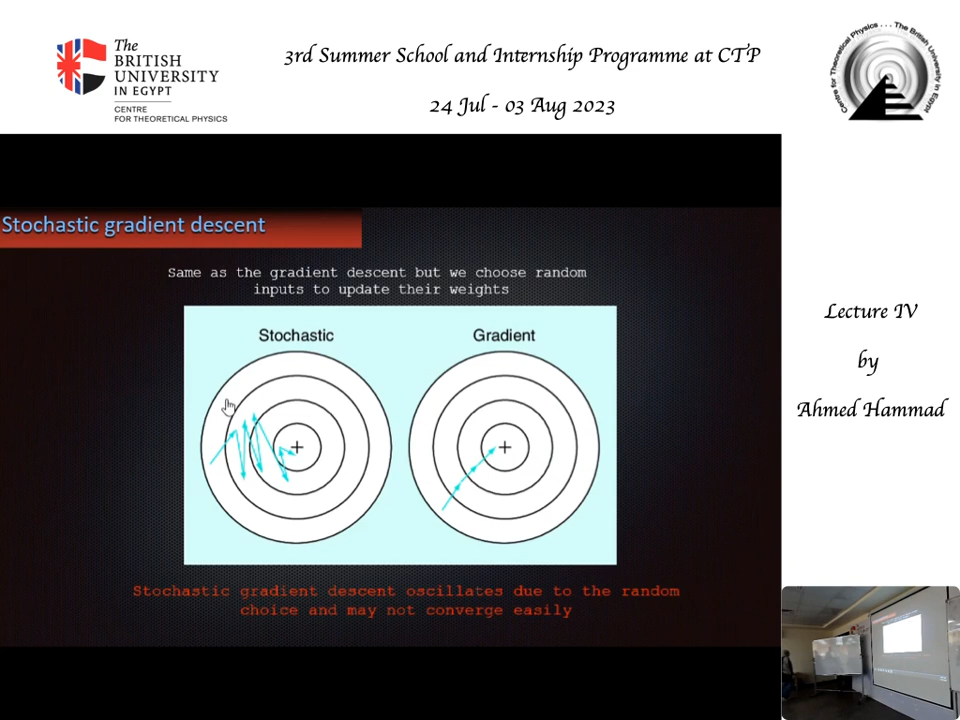 The
BRITISH
UNIVERSITY
IN EGYPT
CENTRE
FOR THEORETICAL PHYSICS
3rd Summer School and Internship Programme at CTP
24 Jul - 03 Aug 2023
Centre for Theoretical Physics . . . The British University in Egypt
Stochastic gradient descent
Same as the gradient descent but we choose random
inputs to update their weights
Stochastic
Gradient
Stochastic gradient descent oscillates due to the random
choice and may not converge easily
Lecture IV
by
Ahmed Hammad